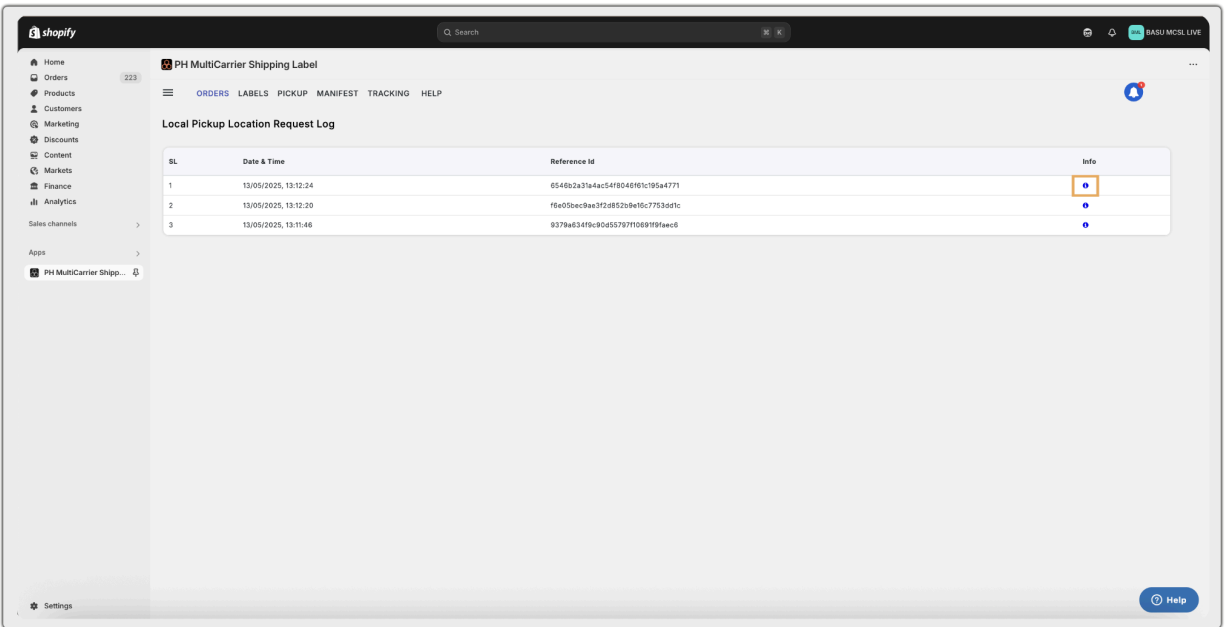 shopify
Search
⌘ K
BML BASU MCSL LIVE
Home
Orders 223
Products
Customers
Marketing
Discounts
Content
Markets
Finance
Analytics
Sales channels
Apps
PH MultiCarrier Shipp...
Settings
PH MultiCarrier Shipping Label
ORDERS LABELS PICKUP MANIFEST TRACKING HELP
Local Pickup Location Request Log
SL Date & Time Reference Id Info
1 13/05/2025, 13:12:24 6546b2a31a4ac54f8046f61c195a4771
2 13/05/2025, 13:12:20 f6e05bec9ae3f2d852b9e16c7753dd1c
3 13/05/2025, 13:11:46 9379a634f9c90d55797f10691f9faec6
Help